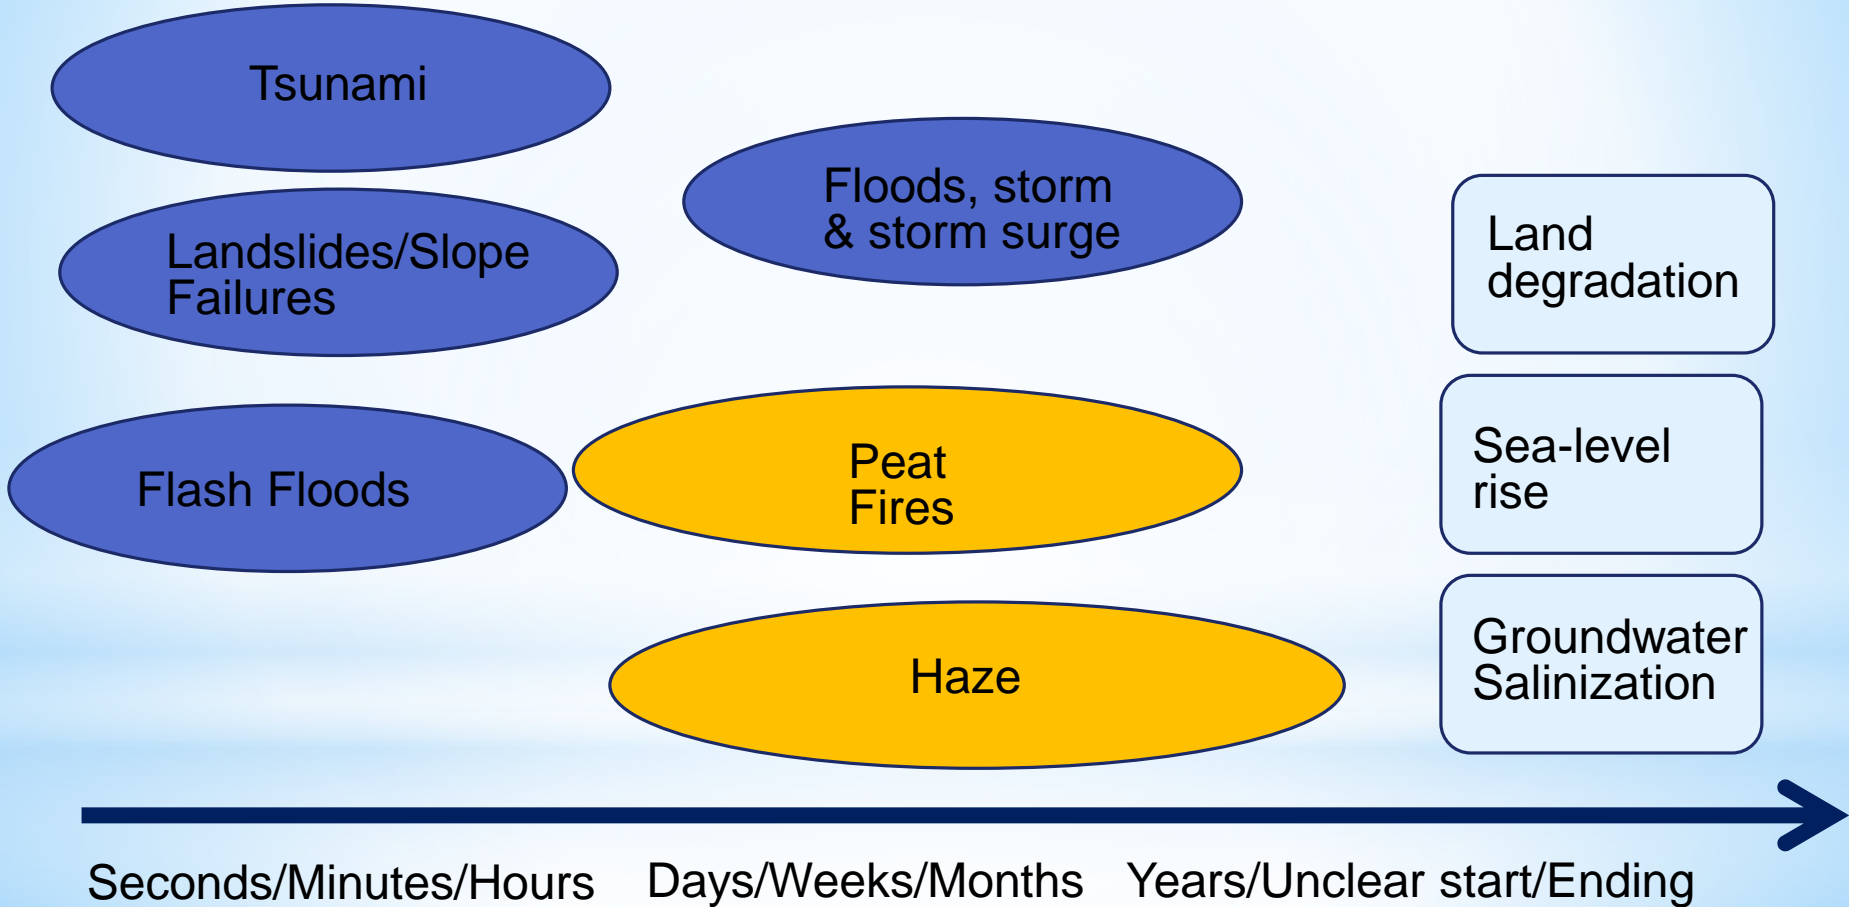 Tsunami
Landslides/Slope
Failures
Flash Floods
Floods, storm
& storm surge
Peat
Fires
Haze
Land
degradation
Sea-level
rise
Groundwater
Salinization
Seconds/Minutes/Hours
Days/Weeks/Months
Years/Unclear start/Ending